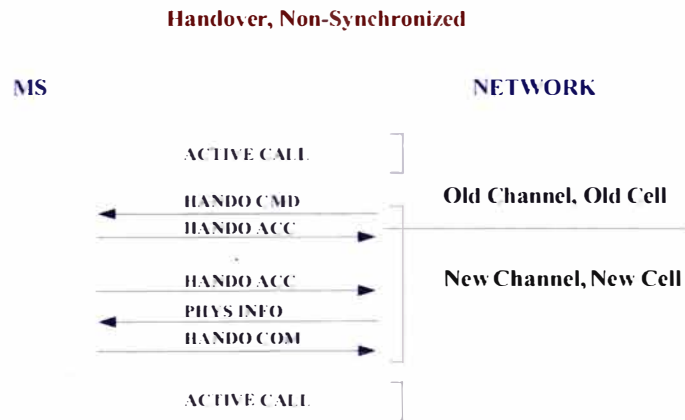 Handover, Non-Synchronized
MS NETWORK
ACTIVE CALL
HANDO CMD
Old Channel, Old Cell
HANDO ACC
HANDO ACC
New Channel, New Cell
PHYS INFO
HANDO COM
ACTIVE CALL